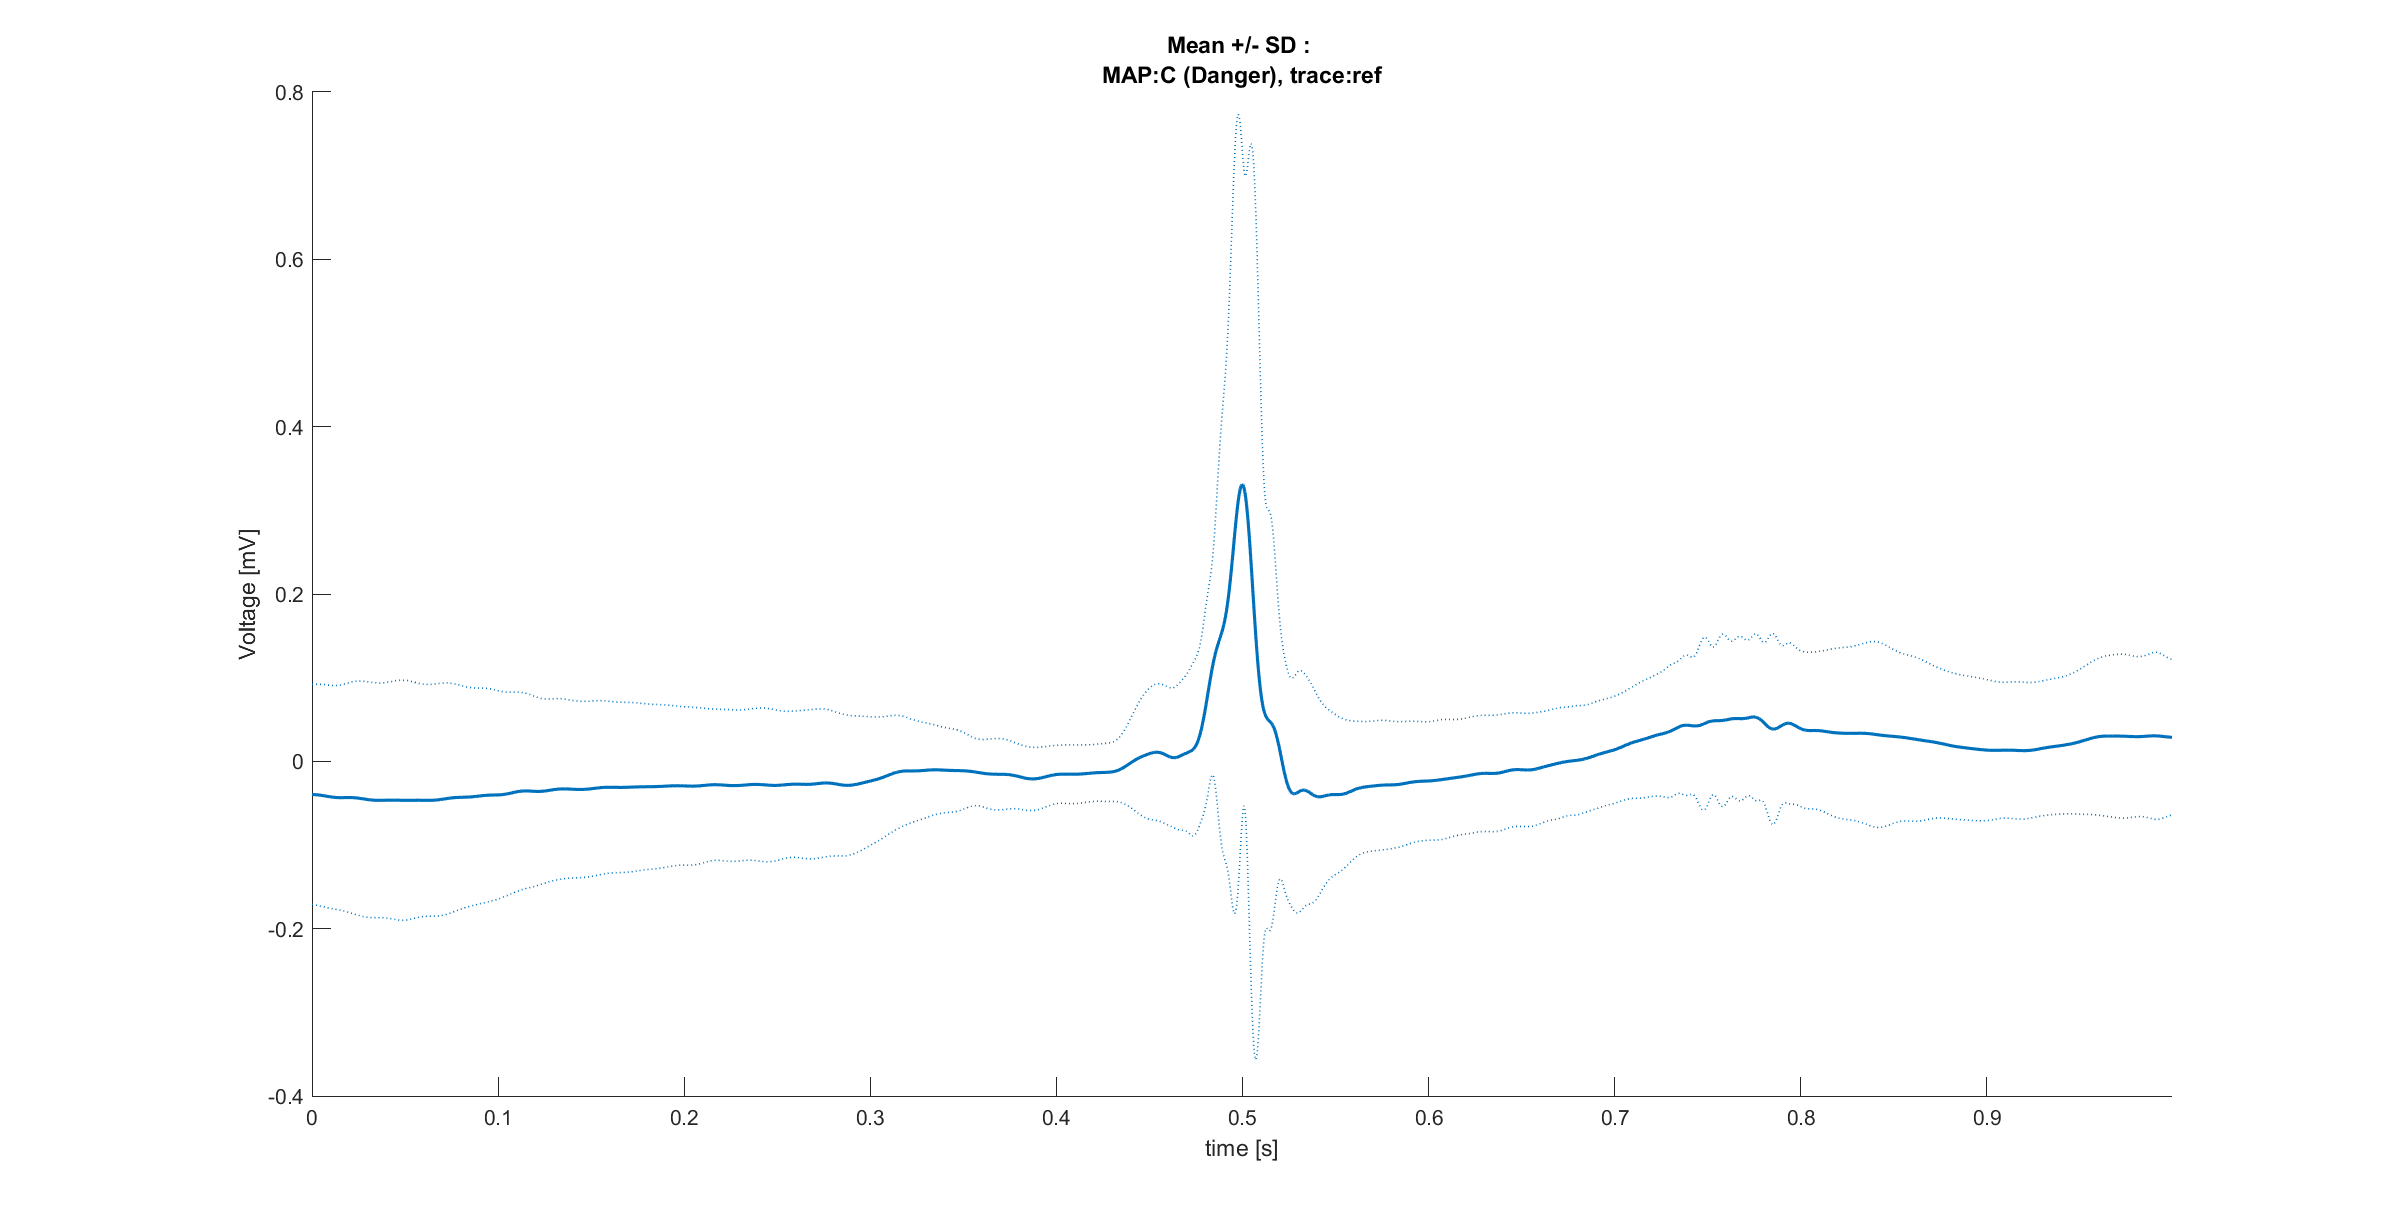 Mean +/- SD :
MAP:C (Danger), trace:ref
0.8
0.6
0.4
0.2
0
-0.2
-0.4
Voltage [mV]
0 0.1 0.2 0.3 0.4 0.5 0.6 0.7 0.8 0.9
time [s]